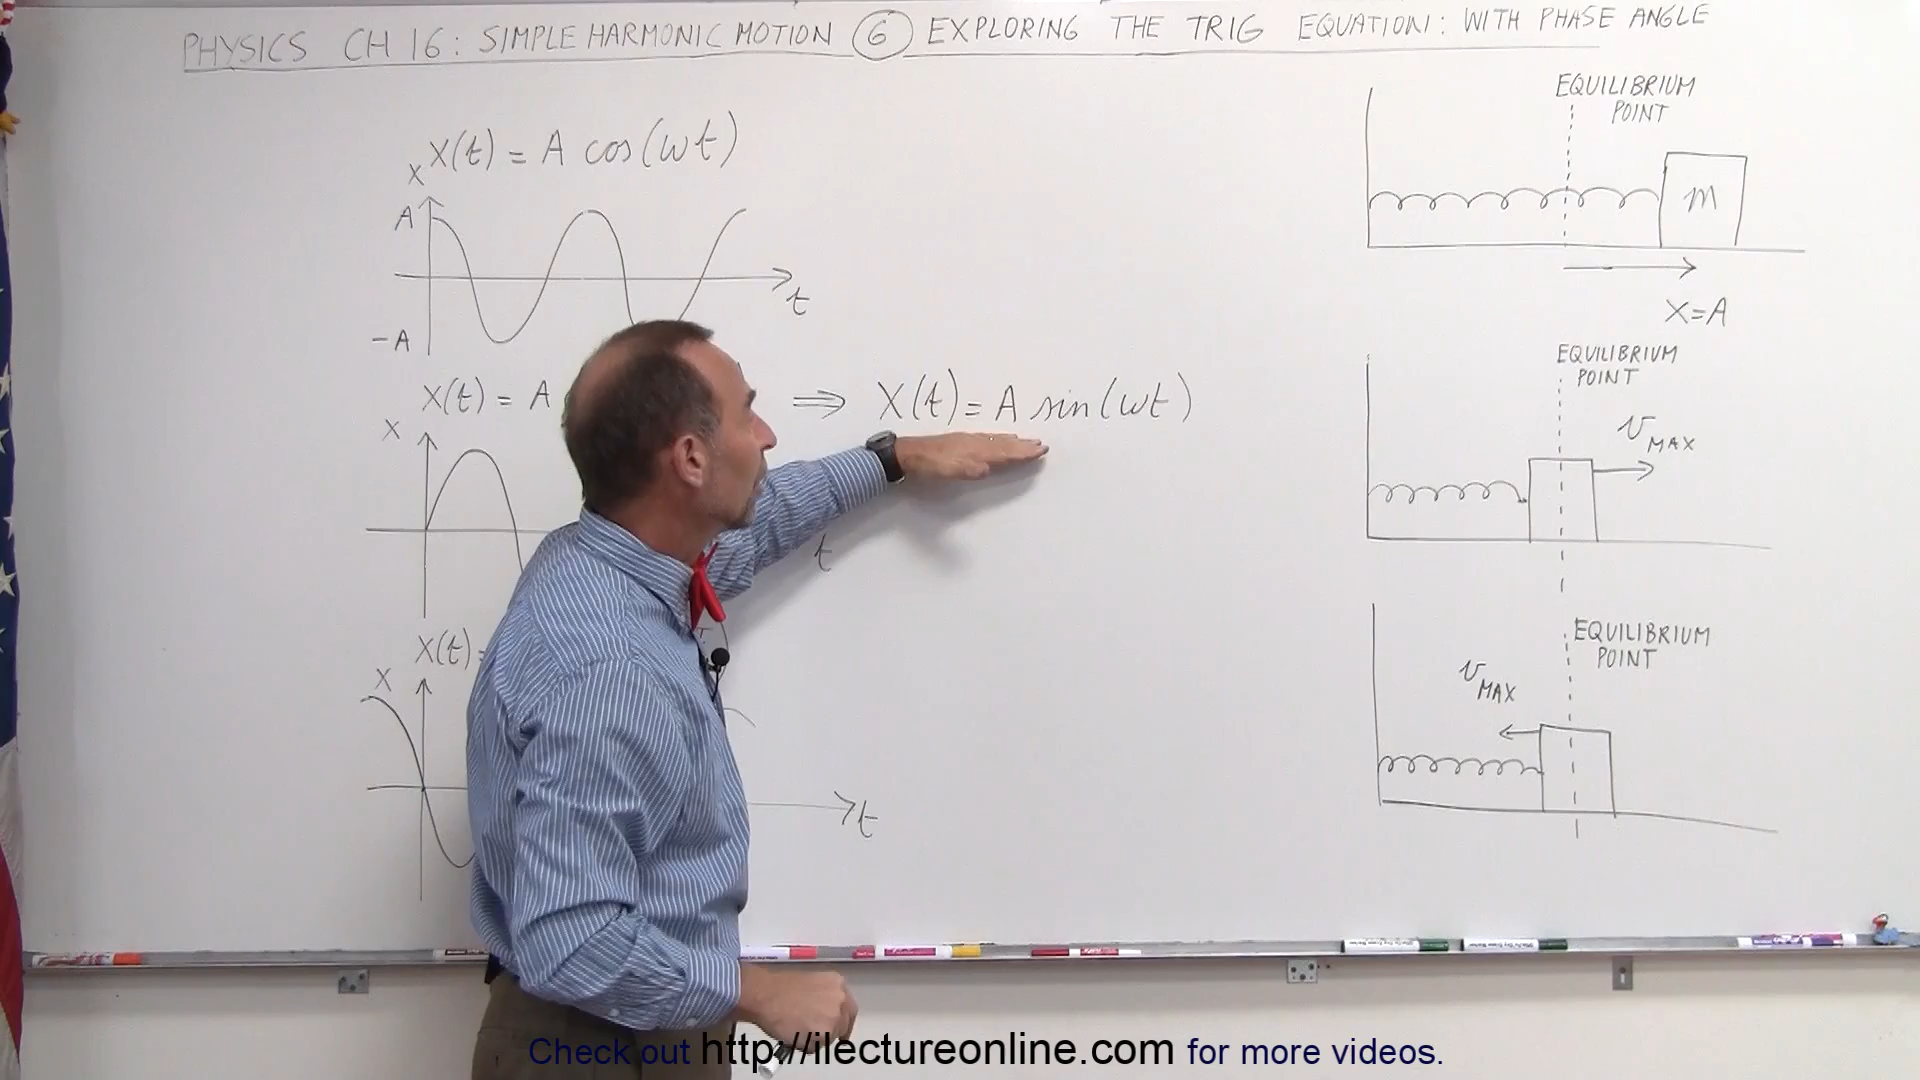 PHYSICS CH 16: SIMPLE HARMONIC MOTION 6 EXPLORING THE TRIG EQUATION: WITH PHASE ANGLE
X(t) = A cos(ωt)
X
A
-A
t
X(t) = A
⇒ X(t) = A sin(ωt)
X
t
X(t)=
X
t
EQUILIBRIUM
POINT
m
X=A
EQUILIBRIUM
POINT
v MAX
EQUILIBRIUM
POINT
v MAX
Check out http://ilectureonline.com for more videos.